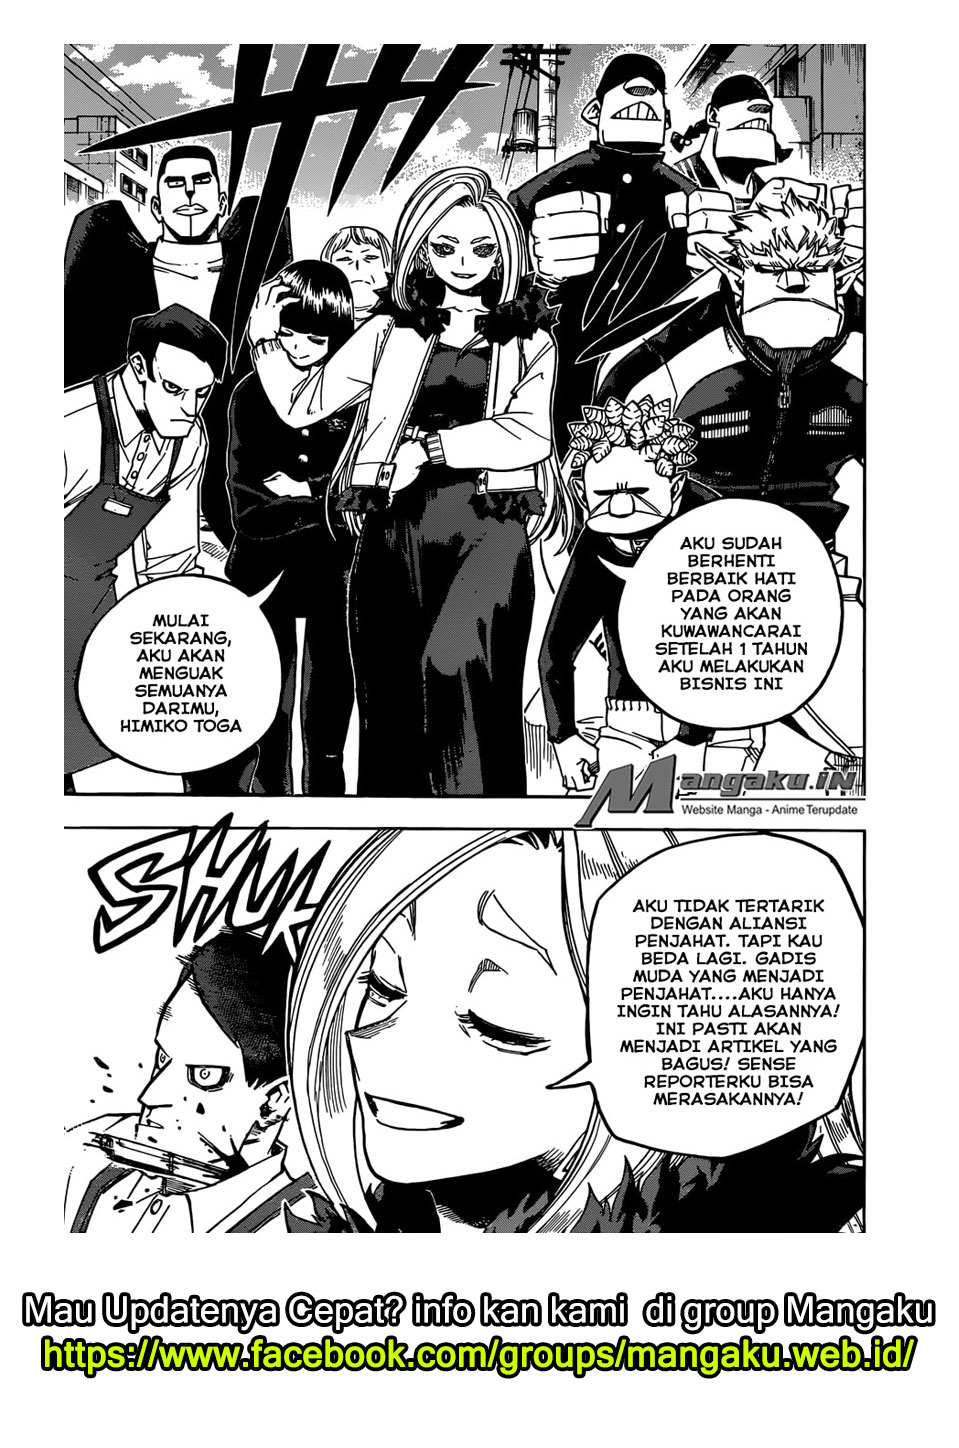 AKU SUDAH
BERHENTI
BERBAIK HATI
PADA ORANG
YANG AKAN
KUWAWANCARAI
SETELAH 1 TAHUN
AKU MELAKUKAN
BISNIS INI
MULAI
SEKARANG,
AKU AKAN
MENGUAK
SEMUANYA
DARIMU,
HIMIKO TOGA
Mangaku.iN
Website Manga - Anime Terupdate
SHUK
AKU TIDAK TERTARIK
DENGAN ALIANSI
PENJAHAT. TAPI KAU
BEDA LAGI. GADIS
MUDA YANG MENJADI
PENJAHAT....AKU HANYA
INGIN TAHU ALASANNYA!
INI PASTI AKAN
MENJADI ARTIKEL YANG
BAGUS! SENSE
REPORTERKU BISA
MERASAKANNYA!
Mau Updatenya Cepat? info kan kami di group Mangaku
https://www.facebook.com/groups/mangaku.web.id/